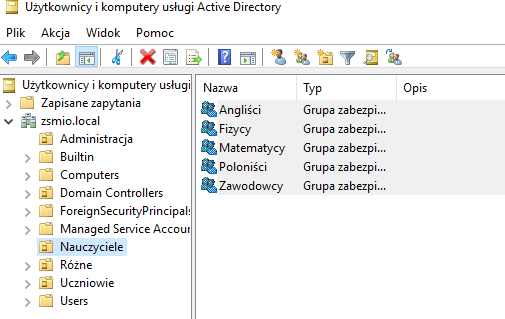 Użytkownicy i komputery usługi Active Directory
Plik Akcja Widok Pomoc
Użytkownicy i komputery usługi
Zapisane zapytania
zsmio.local
Administracja
Builtin
Computers
Domain Controllers
ForeignSecurityPrincipals
Managed Service Accour
Nauczyciele
Różne
Uczniowie
Users
Nazwa Typ Opis
Angliści Grupa zabezpi...
Fizycy Grupa zabezpi...
Matematycy Grupa zabezpi...
Poloniści Grupa zabezpi...
Zawodowcy Grupa zabezpi...